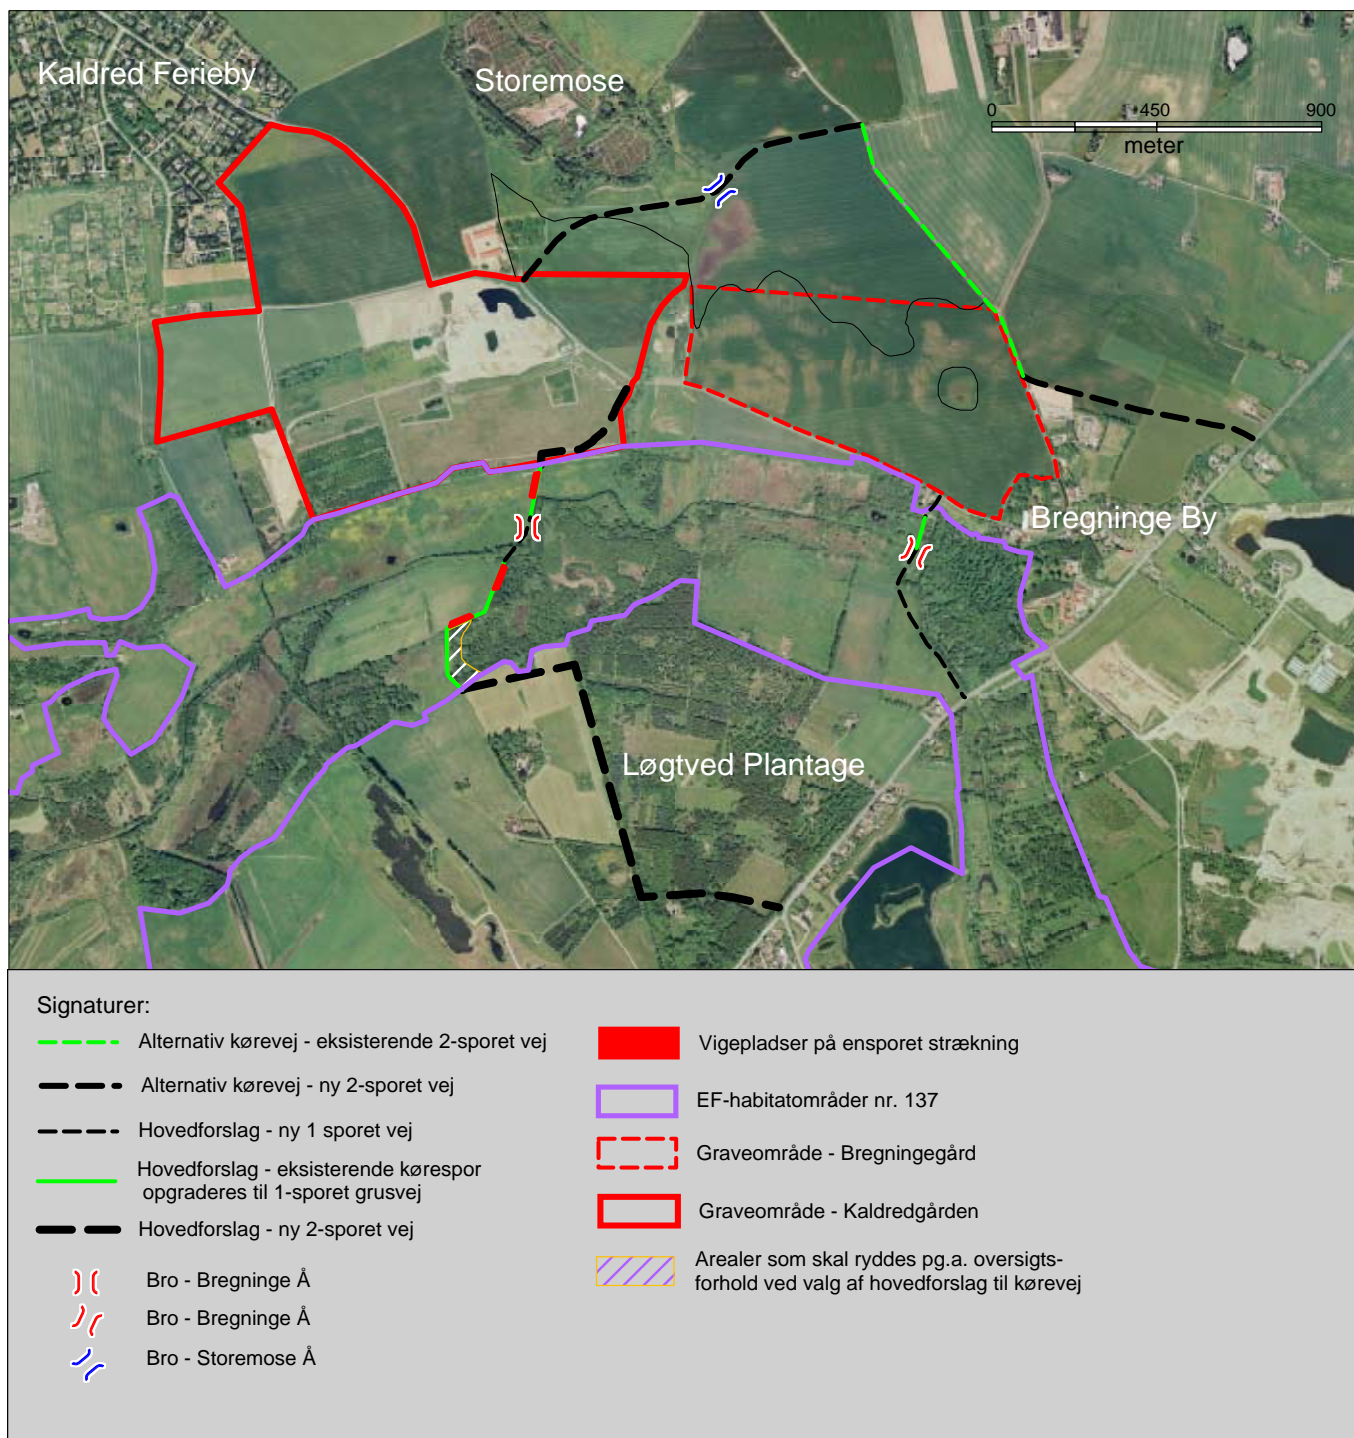 Kaldred Ferieby
Storemose
0 450 900
meter
Bregninge By
Løgtved Plantage
Signaturer:
Alternativ kørevej - eksisterende 2-sporet vej
Alternativ kørevej - ny 2-sporet vej
Hovedforslag - ny 1 sporet vej
Hovedforslag - eksisterende kørespor
opgraderes til 1-sporet grusvej
Hovedforslag - ny 2-sporet vej
Bro - Bregninge Å
Bro - Bregninge Å
Bro - Storemose Å
Vigepladser på ensporet strækning
EF-habitatområder nr. 137
Graveområde - Bregningegård
Graveområde - Kaldredgården
Arealer som skal ryddes pg.a. oversigts-
forhold ved valg af hovedforslag til kørevej